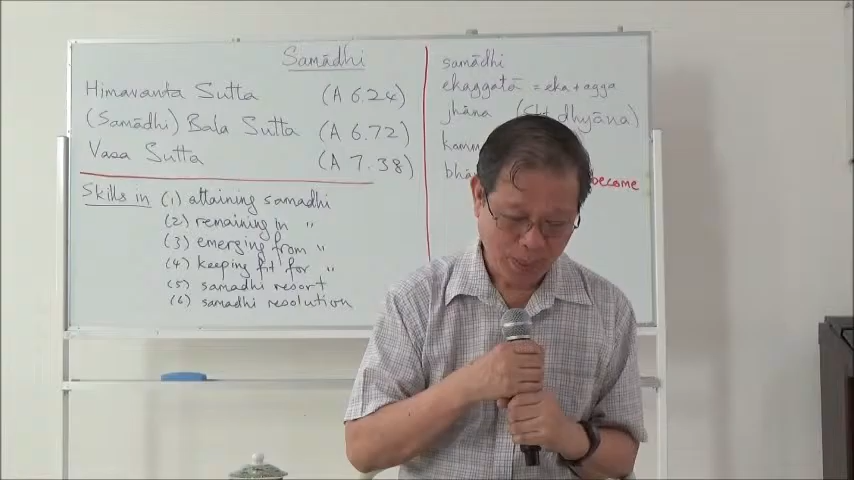 Samādhi
Himavanta Sutta (A 6.24)
(Samādhi) Bala Sutta (A 6.72)
Vasa Sutta (A 7.38)
Skills in (1) attaining samadhi
(2) remaining in "
(3) emerging from "
(4) keeping fit for "
(5) samadhi resort
(6) samadhi resolution
samādhi
ekaggatā = eka + agga
jhāna (Skt dhyāna)
become